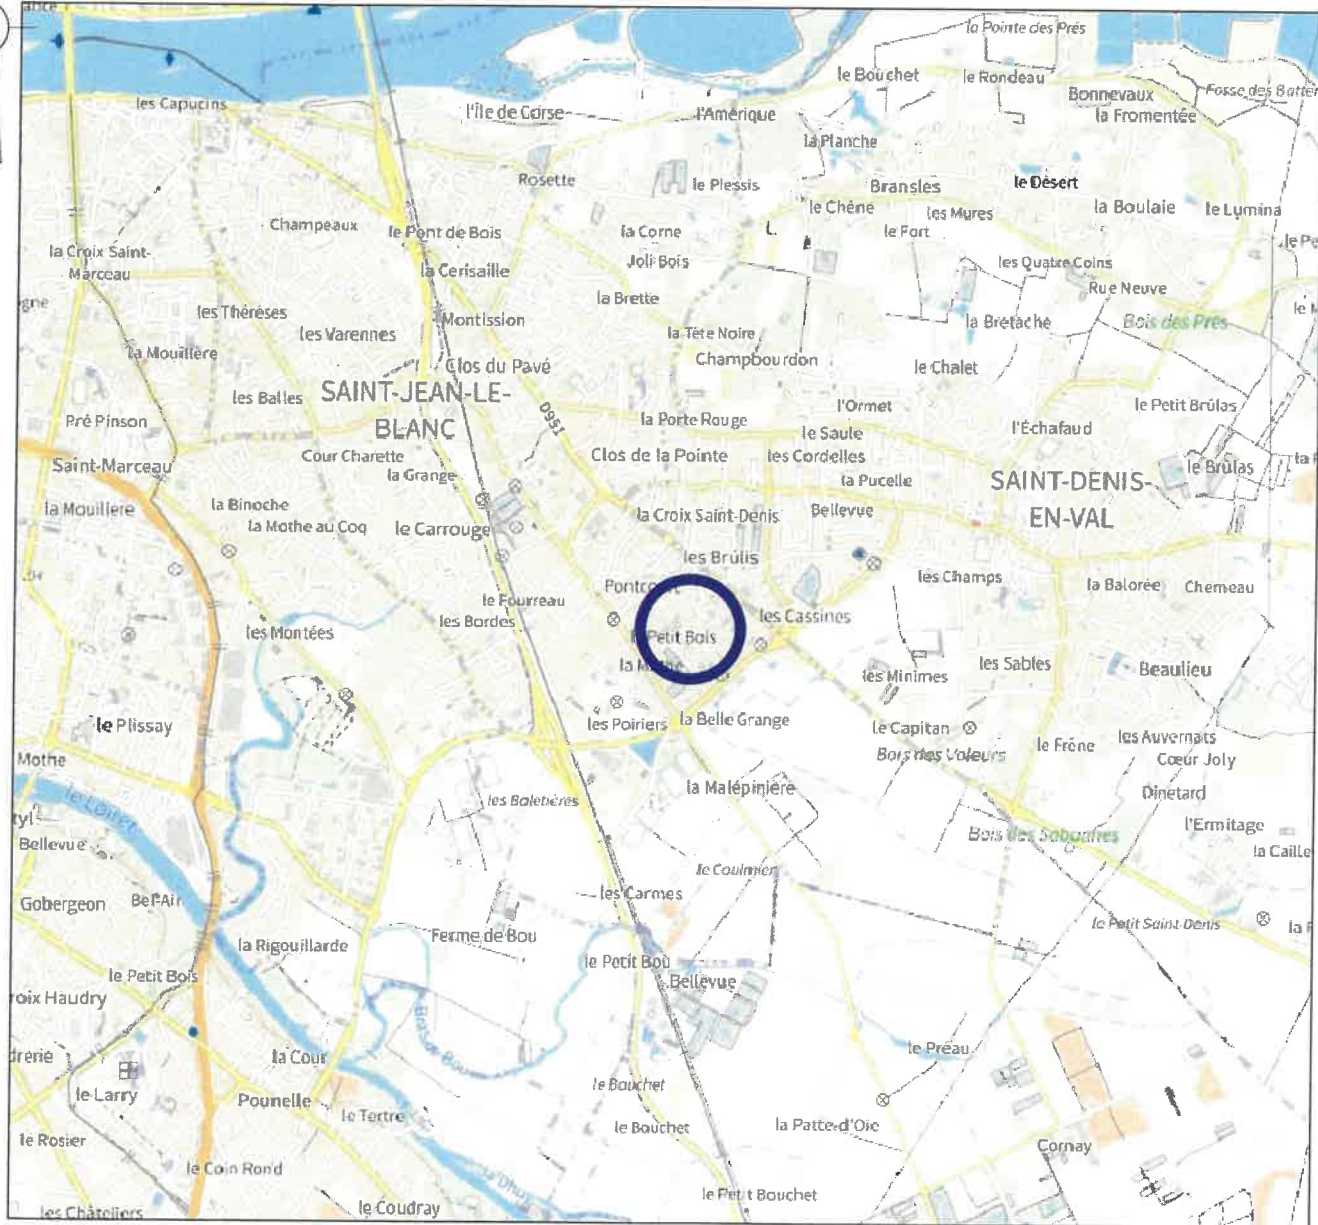 la Pointe des Prés
le Bouchet
le Rondeau
Bonnevaux
la Fromentée
les Capucins
l'Île de Corse
l'Amérique
la Planche
Rosette
le Plessis
Bransles
le Désert
le Chêne
les Mures
la Boulaie
le Lumina
Champeaux
le Pont de Bois
la Corne
le Fort
la Croix Saint-
Marceau
la Cerisaille
Joli Bois
les Quatre Coins
Rue Neuve
les Thérèses
les Varennes
Montission
la Brette
la Tête Noire
la Bretache
Bois des Prés
la Mouillère
Clos du Pavé
Champbourdon
le Chalet
SAINT-JEAN-LE-
BLANC
les Balles
D951
l'Ormet
le Petit Brûlas
Pré Pinson
la Porte Rouge
le Saule
l'Échafaud
Cour Charette
Clos de la Pointe
les Cordelles
Saint-Marceau
la Grange
la Pucelle
SAINT-DENIS-
EN-VAL
le Brûlas
la Mouillere
la Binoche
la Mothe au Coq
le Carrouge
la Croix Saint-Denis
Bellevue
les Brûlis
les Champs
la Balorée
Chemeau
le Fourreau
les Bordes
les Cassines
les Montées
Petit Bois
les Minimes
les Sables
Beaulieu
le Plissay
les Poiriers
la Belle Grange
le Capitan
Bois des Valeurs
le Frêne
les Auvernats
Cœur Joly
Mothe
le Loiret
les Baletières
la Malépinière
Dinetard
l'Ermitage
Bellevue
Bois des Sabuattes
la Caille
le Coulmier
Gobergeon
Bel-Air
les Carmes
le Petit Saint-Denis
la Rigouillarde
Ferme de Bou
le Petit Bois
le Petit Bou
Bellevue
roix Haudry
Bras de Bou
le Préau
la Cour
le Larry
Pounelle
le Tertre
le Bouchet
le Bouchet
la Patte-d'Oie
Cornay
le Rosier
le Coin Rond
la Dhuy
le Petit Bouchet
les Châteliers
le Coudray